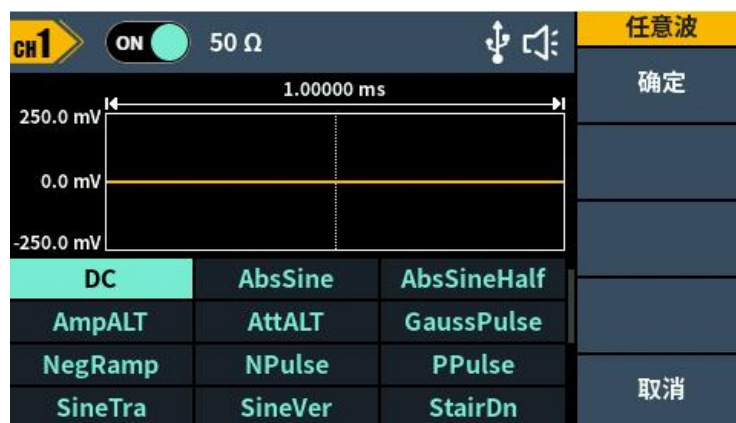 CH1 ON 50 Ω
任意波
确定
1.00000 ms
250.0 mV
0.0 mV
-250.0 mV
DC AbsSine AbsSineHalf
AmpALT AttALT GaussPulse
NegRamp NPulse PPulse
SineTra SineVer StairDn
取消